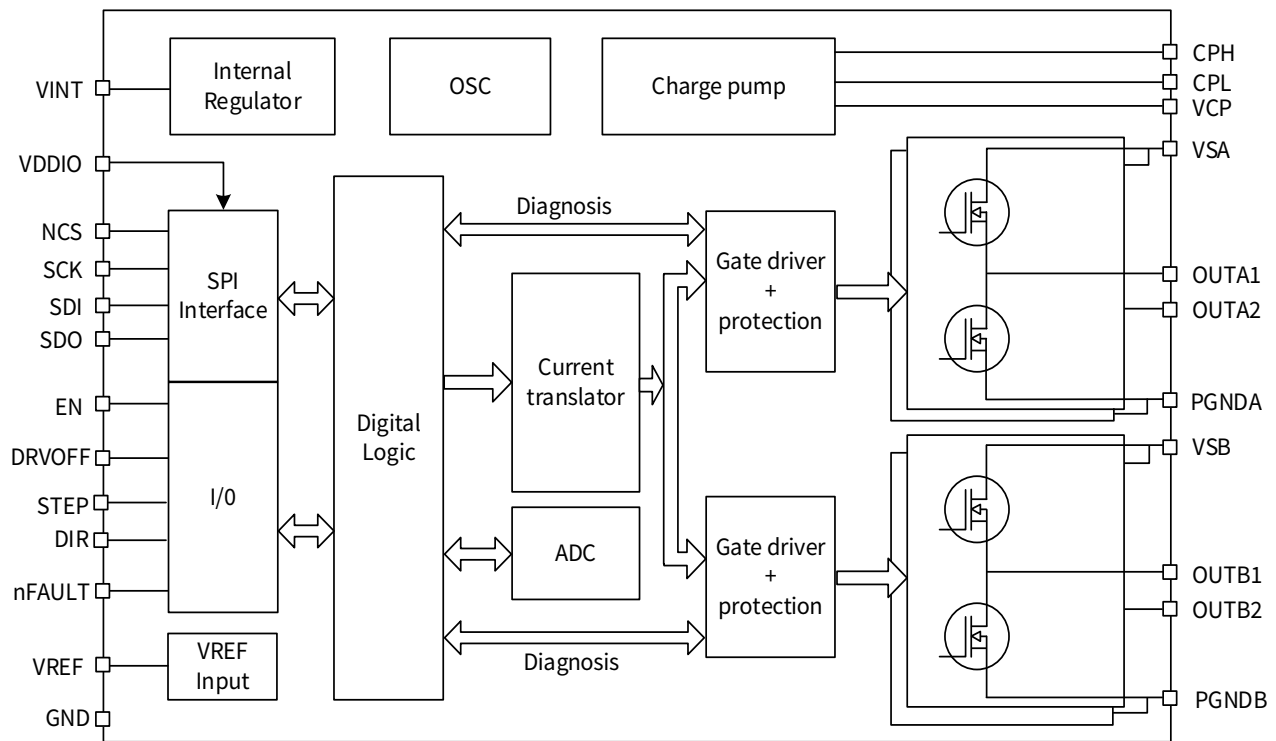 VINT
VDDIO
NCS
SCK
SDI
SDO
EN
DRVOFF
STEP
DIR
nFAULT
VREF
GND
Internal
Regulator
OSC
Charge pump
SPI
Interface
I/0
VREF
Input
Digital
Logic
Diagnosis
Current
translator
ADC
Diagnosis
Gate driver
+
protection
Gate driver
+
protection
CPH
CPL
VCP
VSA
OUTA1
OUTA2
PGNDA
VSB
OUTB1
OUTB2
PGNDB